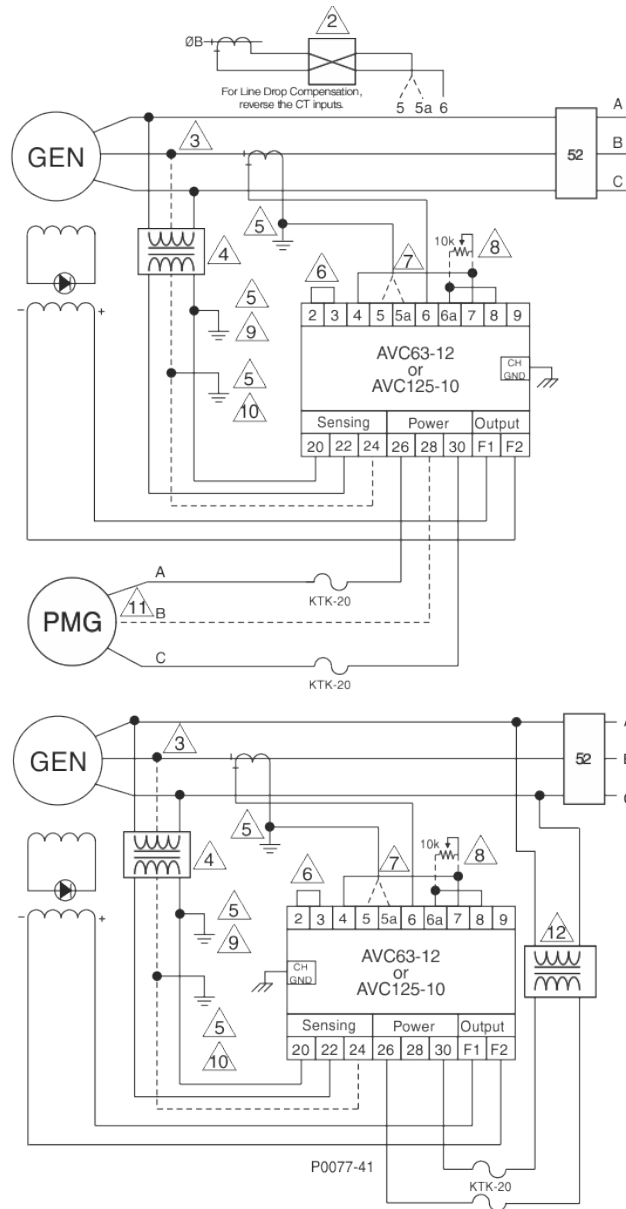 2
ØB
For Line Drop Compensation,
reverse the CT inputs.
5 5a 6
A
GEN
3
52
B
C
5
10k
8
4
6
7
5
9
2 3 4 5 5a 6 6a 7 8 9
AVC63-12
or
AVC125-10
CH
GND
5
10
- +
Sensing Power Output
20 22 24 26 28 30 F1 F2
A
KTK-20
11
PMG
B
C
KTK-20
GEN
3
52
5
10k
8
4
6
7
5
9
2 3 4 5 5a 6 6a 7 8 9
12
- +
AVC63-12
or
AVC125-10
CH
GND
5
10
Sensing Power Output
20 22 24 26 28 30 F1 F2
P0077-41
KTK-20